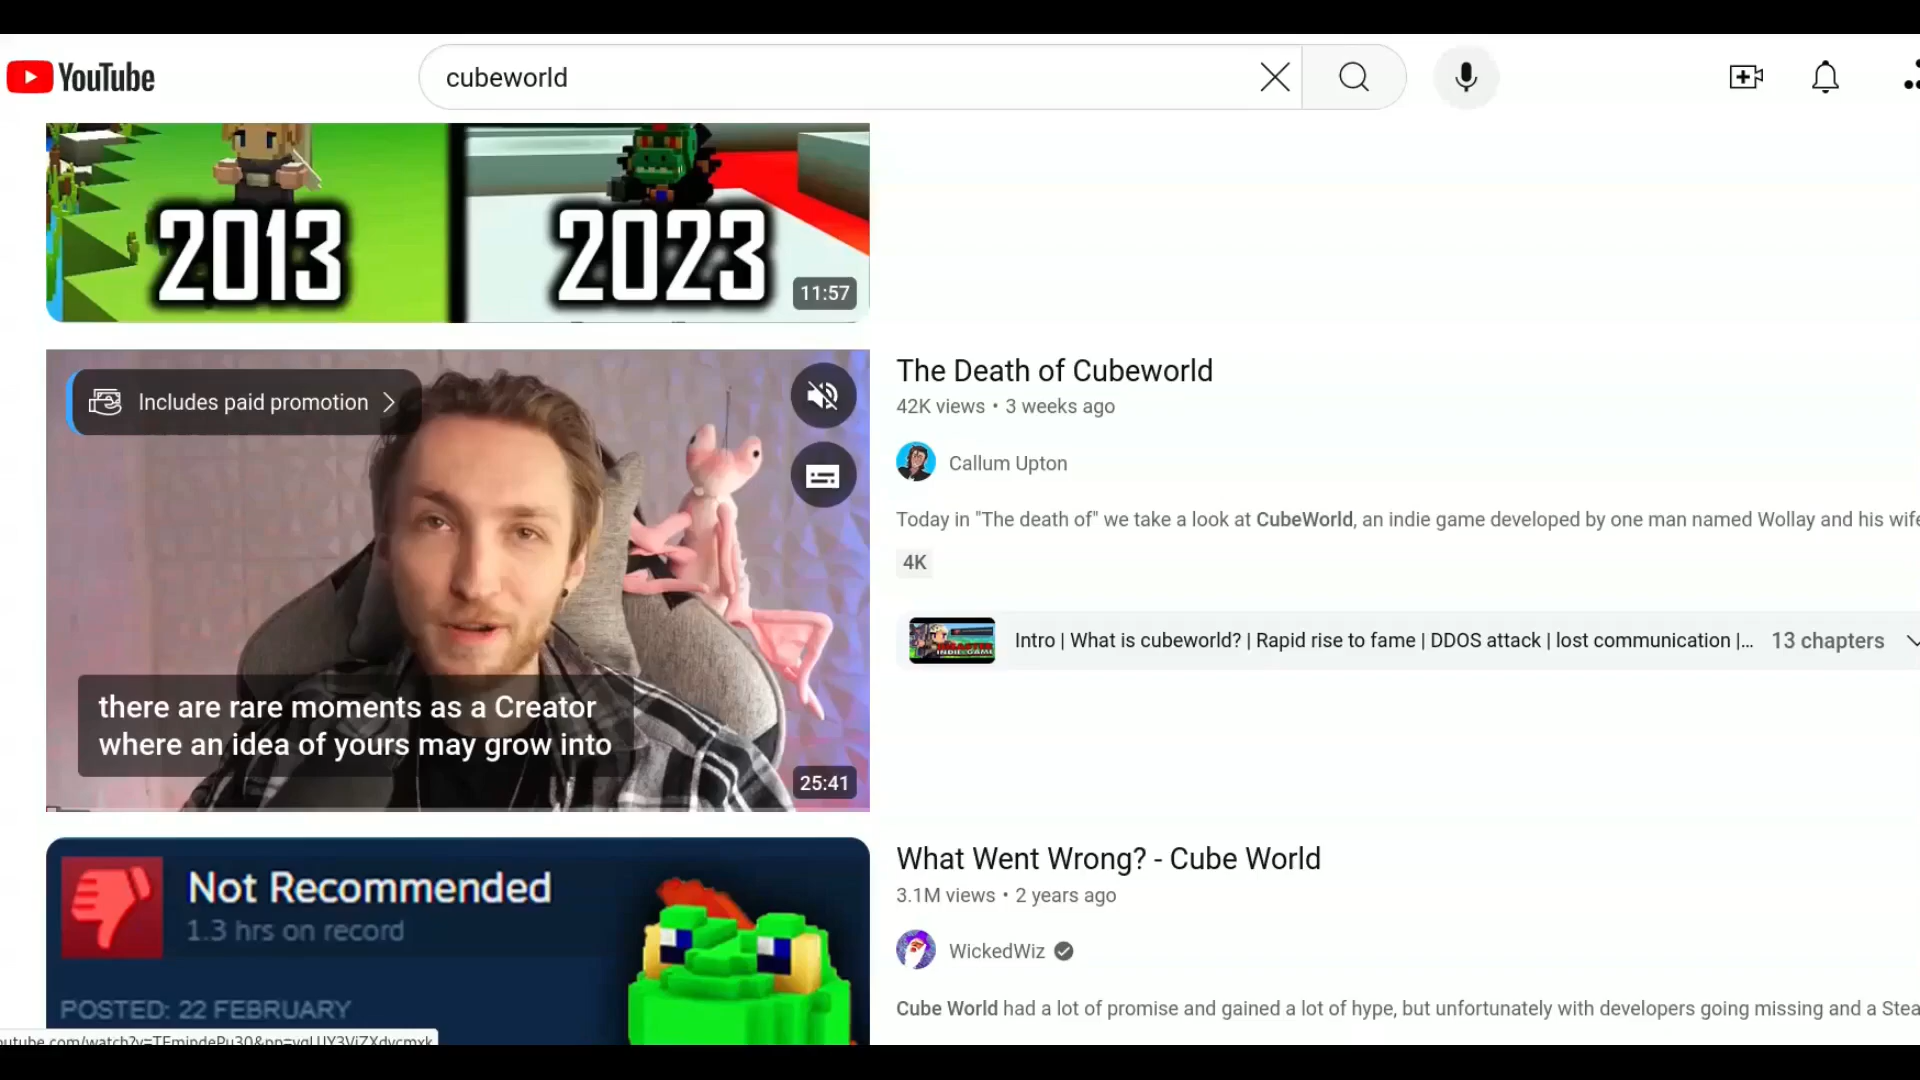 YouTube
cubeworld
2013
2023
11:57
Includes paid promotion
there are rare moments as a Creator
where an idea of yours may grow into
25:41
The Death of Cubeworld
42K views • 3 weeks ago
Callum Upton
Today in "The death of" we take a look at CubeWorld, an indie game developed by one man named Wollay and his wife
4K
Intro | What is cubeworld? | Rapid rise to fame | DDOS attack | lost communication |...
13 chapters
Not Recommended
1.3 hrs on record
POSTED: 22 FEBRUARY
What Went Wrong? - Cube World
3.1M views • 2 years ago
WickedWiz
Cube World had a lot of promise and gained a lot of hype, but unfortunately with developers going missing and a Stea